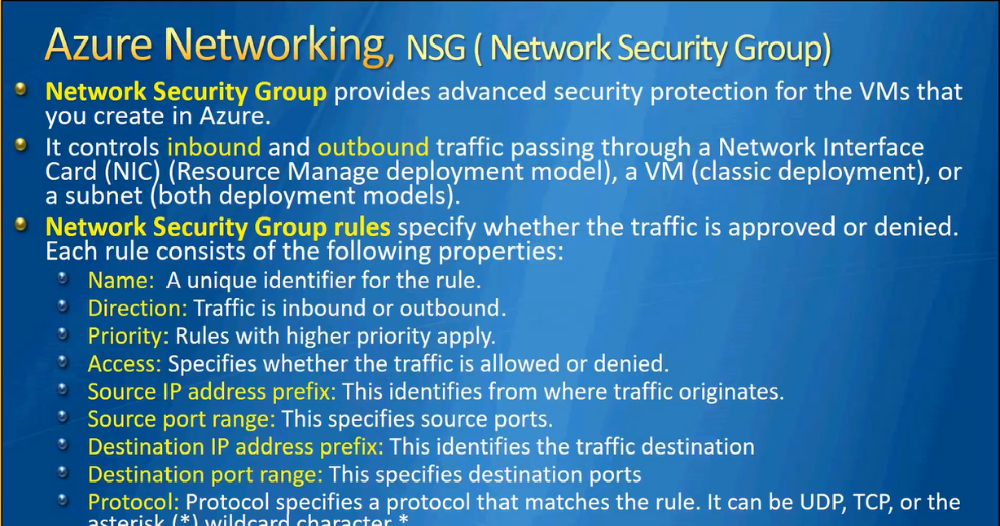 Azure Networking, NSG ( Network Security Group)
Network Security Group provides advanced security protection for the VMs that
you create in Azure.
It controls inbound and outbound traffic passing through a Network Interface
Card (NIC) (Resource Manage deployment model), a VM (classic deployment), or
a subnet (both deployment models).
Network Security Group rules specify whether the traffic is approved or denied.
Each rule consists of the following properties:
Name: A unique identifier for the rule.
Direction: Traffic is inbound or outbound.
Priority: Rules with higher priority apply.
Access: Specifies whether the traffic is allowed or denied.
Source IP address prefix: This identifies from where traffic originates.
Source port range: This specifies source ports.
Destination IP address prefix: This identifies the traffic destination
Destination port range: This specifies destination ports
Protocol: Protocol specifies a protocol that matches the rule. It can be UDP, TCP, or the
asterisk (*) wildcard character *